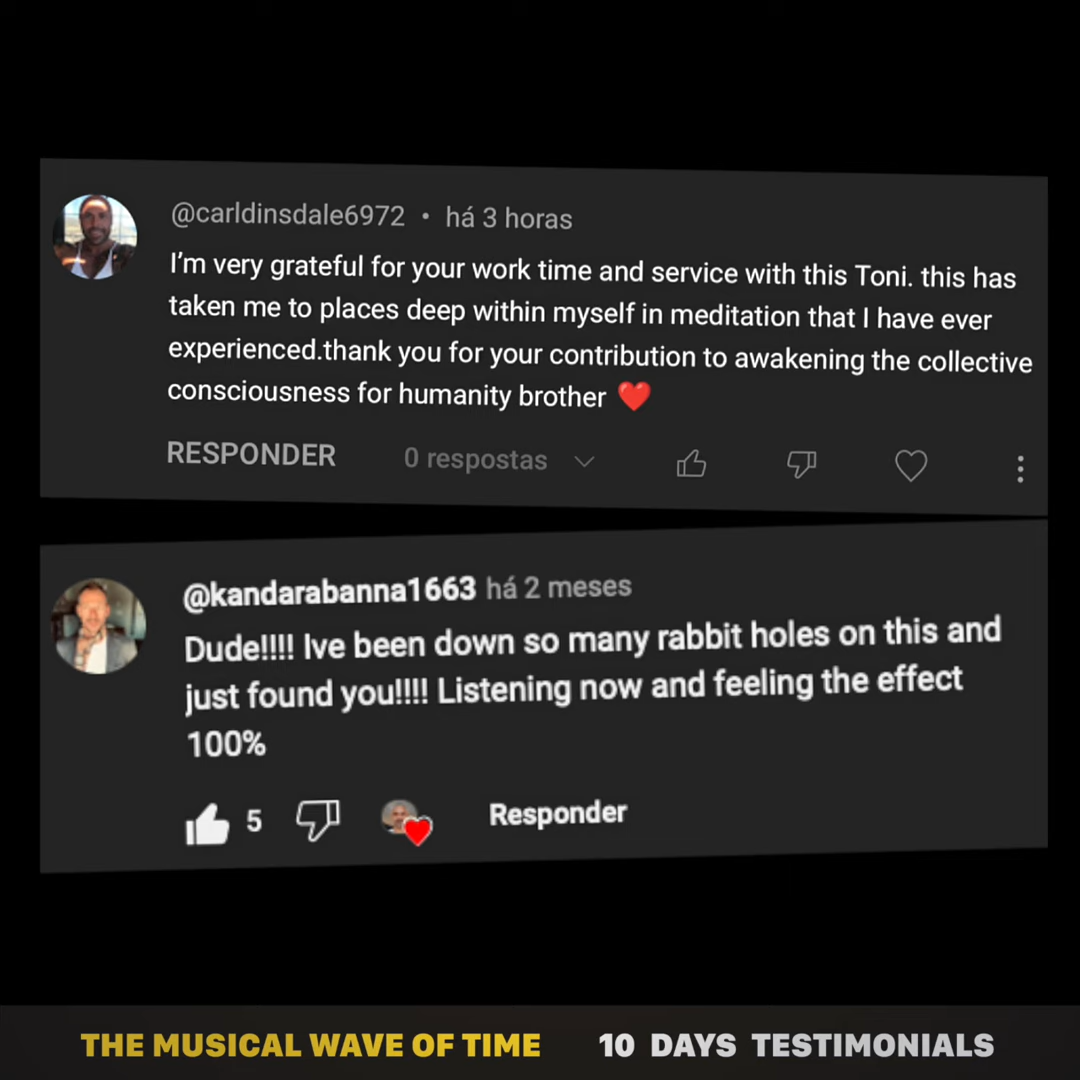 @carldinsdale6972 • há 3 horas
I'm very grateful for your work time and service with this Toni. this has
taken me to places deep within myself in meditation that I have ever
experienced.thank you for your contribution to awakening the collective
consciousness for humanity brother ❤️
RESPONDER 0 respostas
@kandarabanna1663 há 2 meses
Dude!!!! Ive been down so many rabbit holes on this and
just found you!!!! Listening now and feeling the effect
100%
5 Responder
THE MUSICAL WAVE OF TIME 10 DAYS TESTIMONIALS